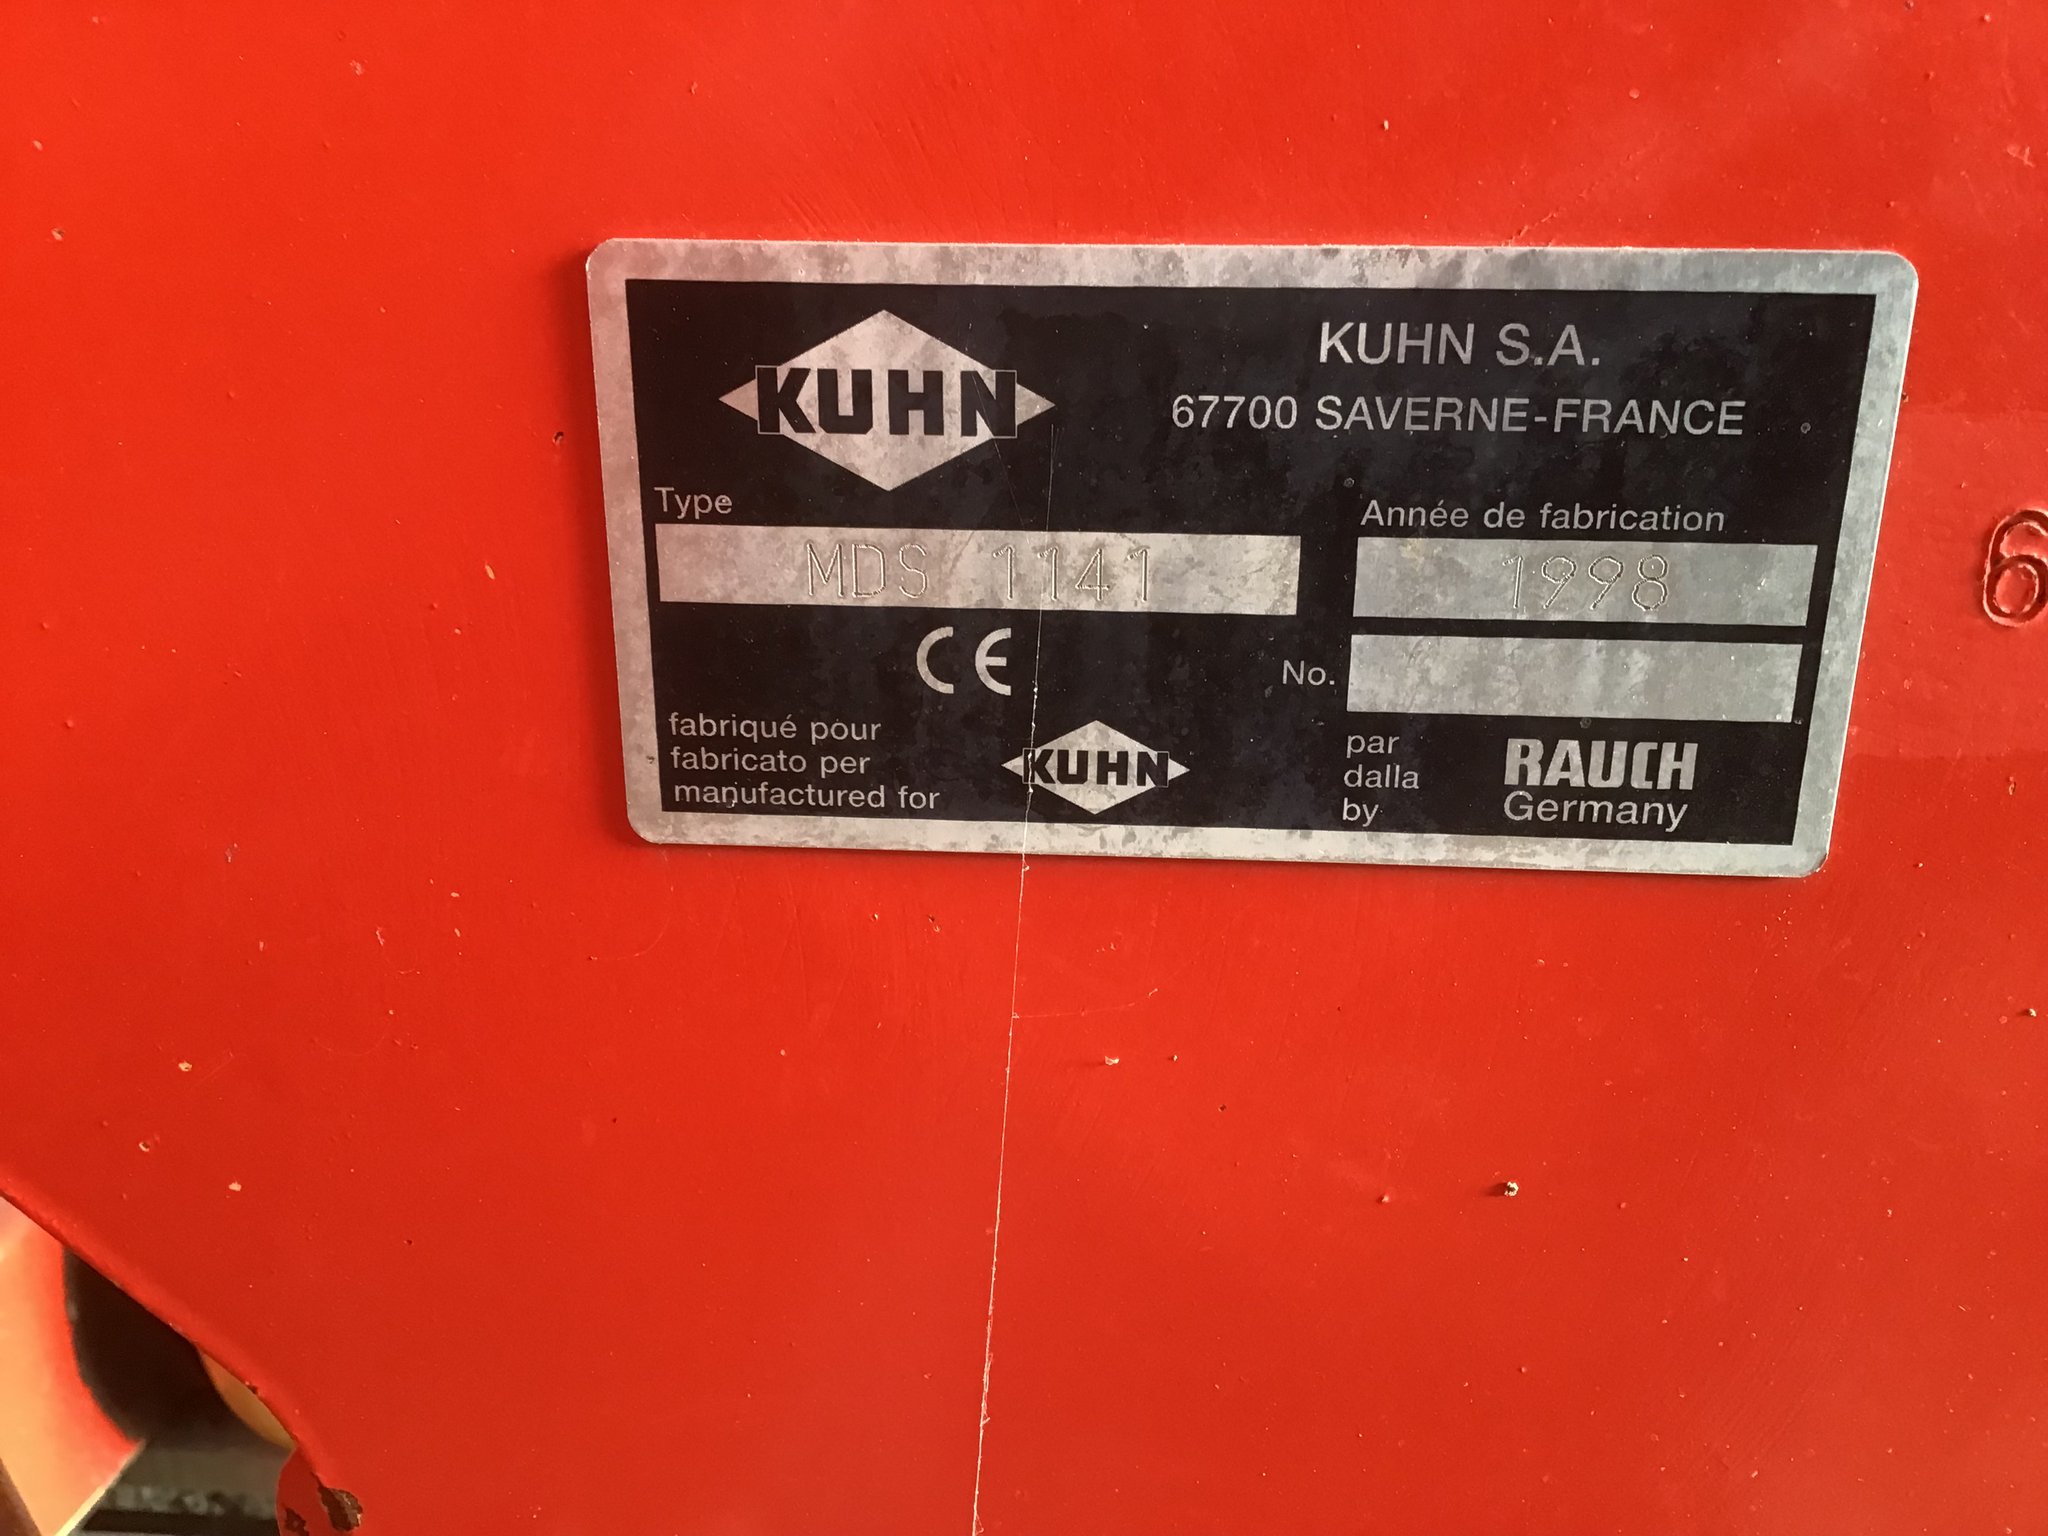 KUHN
KUHN S.A.
67700 SAVERNE-FRANCE
Type
MDS 1141
Année de fabrication
1998
CE
No.
fabriqué pour
fabricato per
manufactured for
KUHN
par
dalla
by
RAUCH
Germany
6